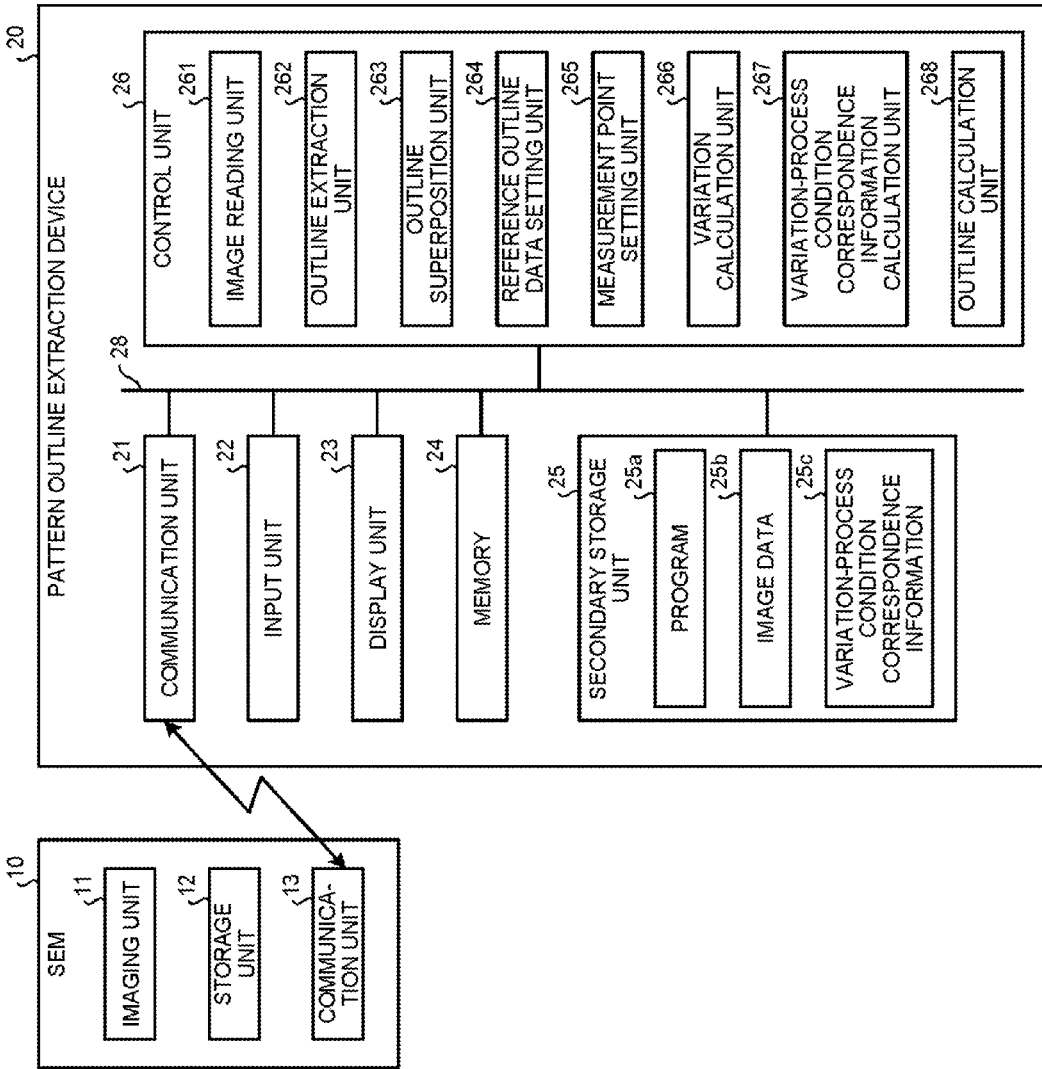 10
SEM
11
IMAGING UNIT
12
STORAGE
UNIT
13
COMMUNICA-
TION UNIT
20
PATTERN OUTLINE EXTRACTION DEVICE
21
COMMUNICATION UNIT
22
INPUT UNIT
23
DISPLAY UNIT
24
MEMORY
25
SECONDARY STORAGE
UNIT
25a
PROGRAM
25b
IMAGE DATA
25c
VARIATION-PROCESS
CONDITION
CORRESPONDENCE
INFORMATION
28
26
CONTROL UNIT
261
IMAGE READING UNIT
262
OUTLINE EXTRACTION
UNIT
263
OUTLINE
SUPERPOSITION UNIT
264
REFERENCE OUTLINE
DATA SETTING UNIT
265
MEASUREMENT POINT
SETTING UNIT
266
VARIATION
CALCULATION UNIT
267
VARIATION-PROCESS
CONDITION
CORRESPONDENCE
INFORMATION
CALCULATION UNIT
268
OUTLINE CALCULATION
UNIT